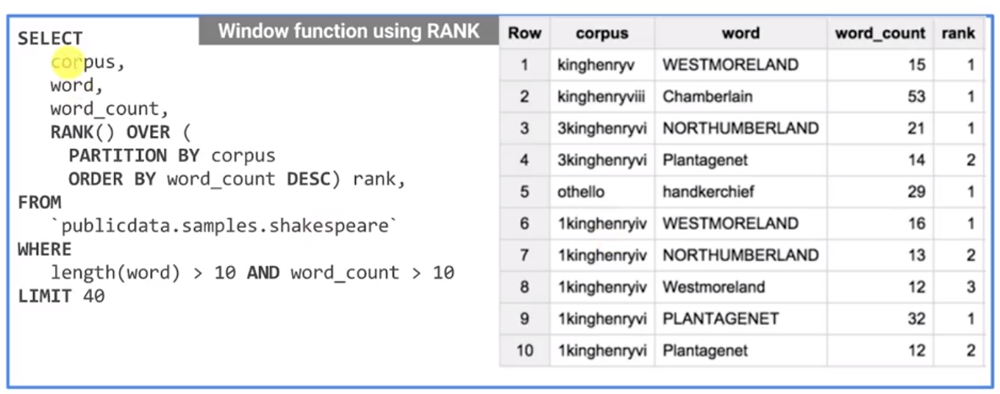 Window function using RANK
SELECT
corpus,
word,
word_count,
RANK() OVER (
PARTITION BY corpus
ORDER BY word_count DESC) rank,
FROM
`publicdata.samples.shakespeare`
WHERE
length(word) > 10 AND word_count > 10
LIMIT 40
Row corpus word word_count rank
1 kinghenryv WESTMORELAND 15 1
2 kinghenryviii Chamberlain 53 1
3 3kinghenryvi NORTHUMBERLAND 21 1
4 3kinghenryvi Plantagenet 14 2
5 othello handkerchief 29 1
6 1kinghenryiv WESTMORELAND 16 1
7 1kinghenryiv NORTHUMBERLAND 13 2
8 1kinghenryiv Westmoreland 12 3
9 1kinghenryvi PLANTAGENET 32 1
10 1kinghenryvi Plantagenet 12 2